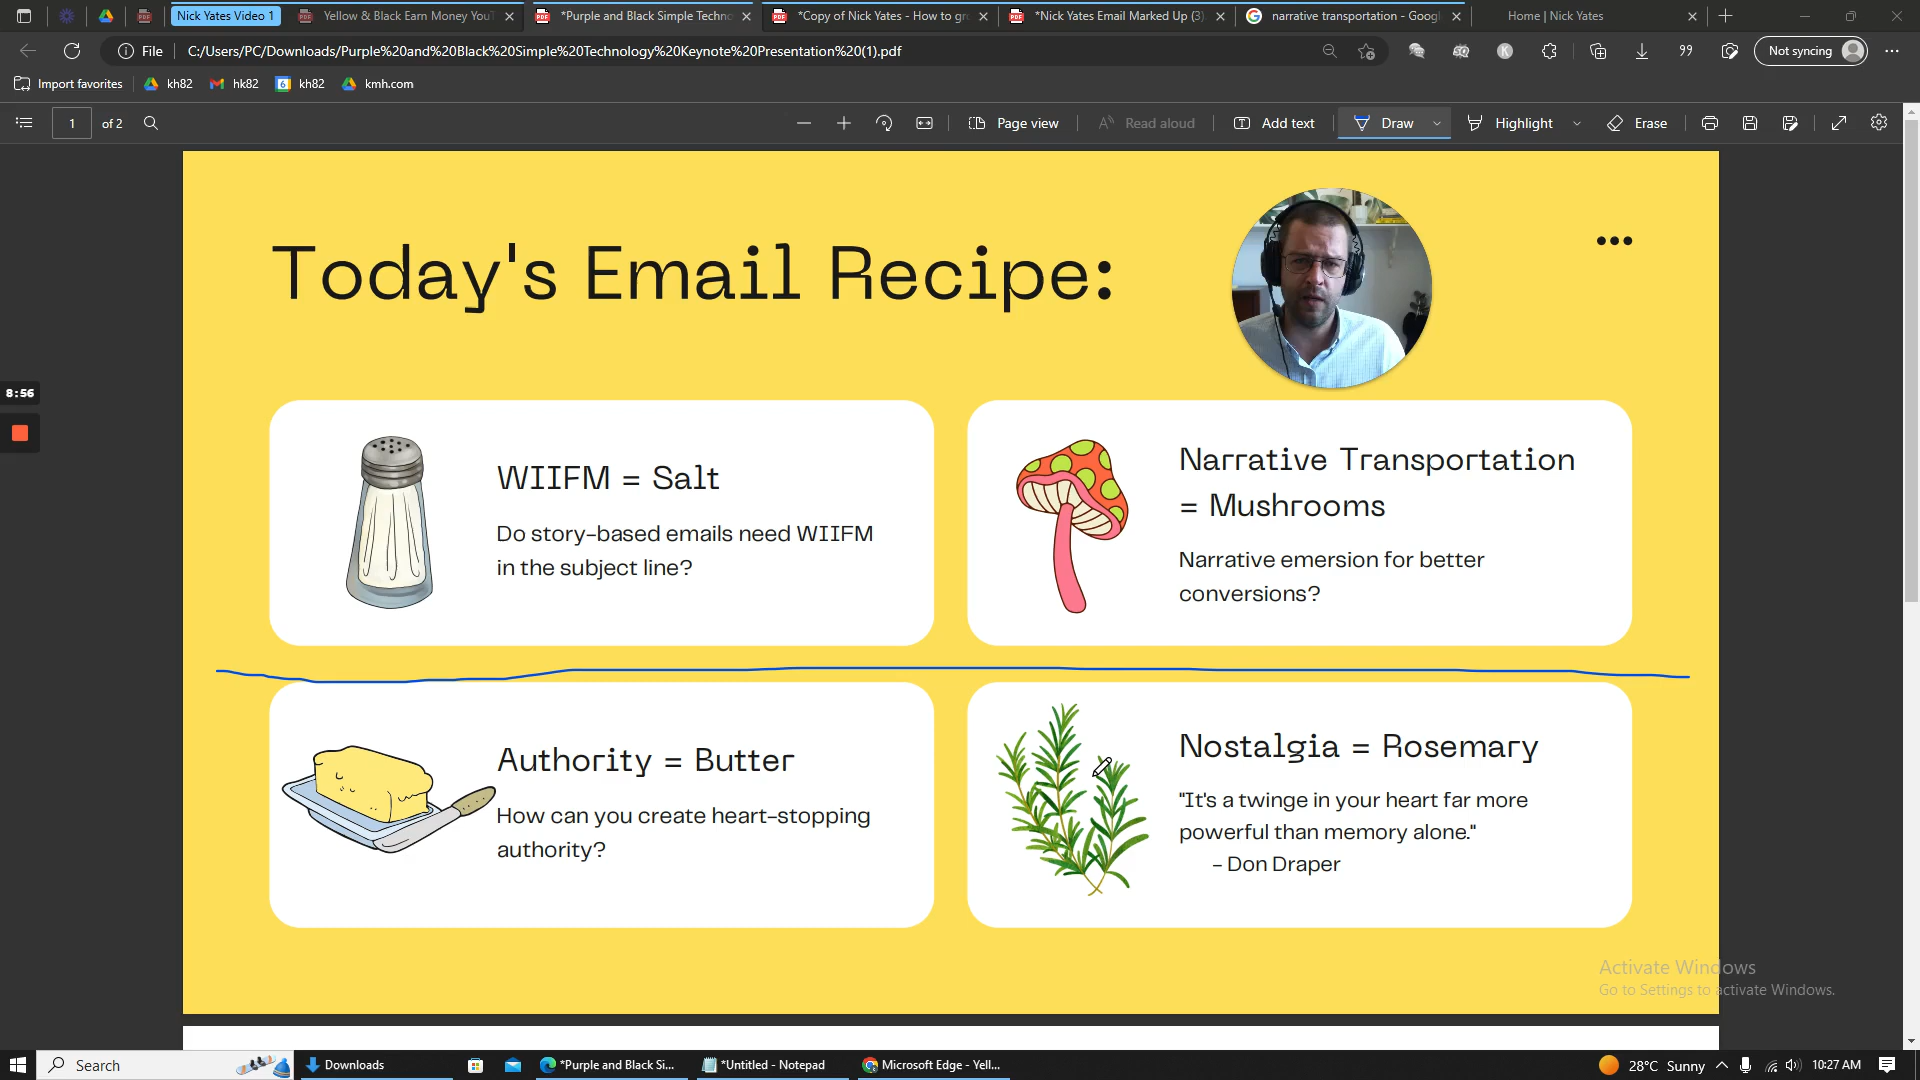 Nick Yates Video 1
Yellow & Black Earn Money YouT
*Purple and Black Simple Techno
*Copy of Nick Yates - How to gr
*Nick Yates Email Marked Up (3)
narrative transportation - Googl
Home | Nick Yates
File
C:/Users/PC/Downloads/Purple%20and%20Black%20Simple%20Technology%20Keynote%20Presentation%20(1).pdf
Not syncing
Import favorites
kh82
hk82
kh82
kmh.com
1 of 2
Page view
Read aloud
Add text
Draw
Highlight
Erase
Today's Email Recipe:
8:56
WIIFM = Salt
Do story-based emails need WIIFM
in the subject line?
Narrative Transportation
= Mushrooms
Narrative emersion for better
conversions?
Authority = Butter
How can you create heart-stopping
authority?
Nostalgia = Rosemary
"It's a twinge in your heart far more
powerful than memory alone."
- Don Draper
Activate Windows
Go to Settings to activate Windows.
Search
Downloads
*Purple and Black Si...
*Untitled - Notepad
Microsoft Edge - Yell...
28°C Sunny
10:27 AM